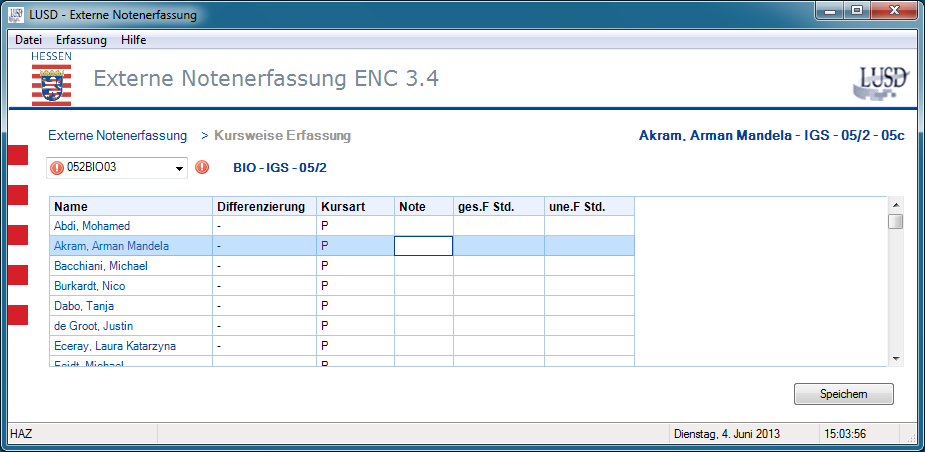 LUSD - Externe Notenerfassung
Datei Erfassung Hilfe
HESSEN
Externe Notenerfassung ENC 3.4
LUSD
Externe Notenerfassung > Kursweise Erfassung
Akram, Arman Mandela - IGS - 05/2 - 05c
052BIO03
BIO - IGS - 05/2
Name Differenzierung Kursart Note ges.F Std. une.F Std.
Abdi, Mohamed - P
Akram, Arman Mandela - P
Bacchiani, Michael - P
Burkardt, Nico - P
Dabo, Tanja - P
de Groot, Justin - P
Eceray, Laura Katarzyna - P
Michael - P
Speichern
HAZ
Dienstag, 4. Juni 2013
15:03:56